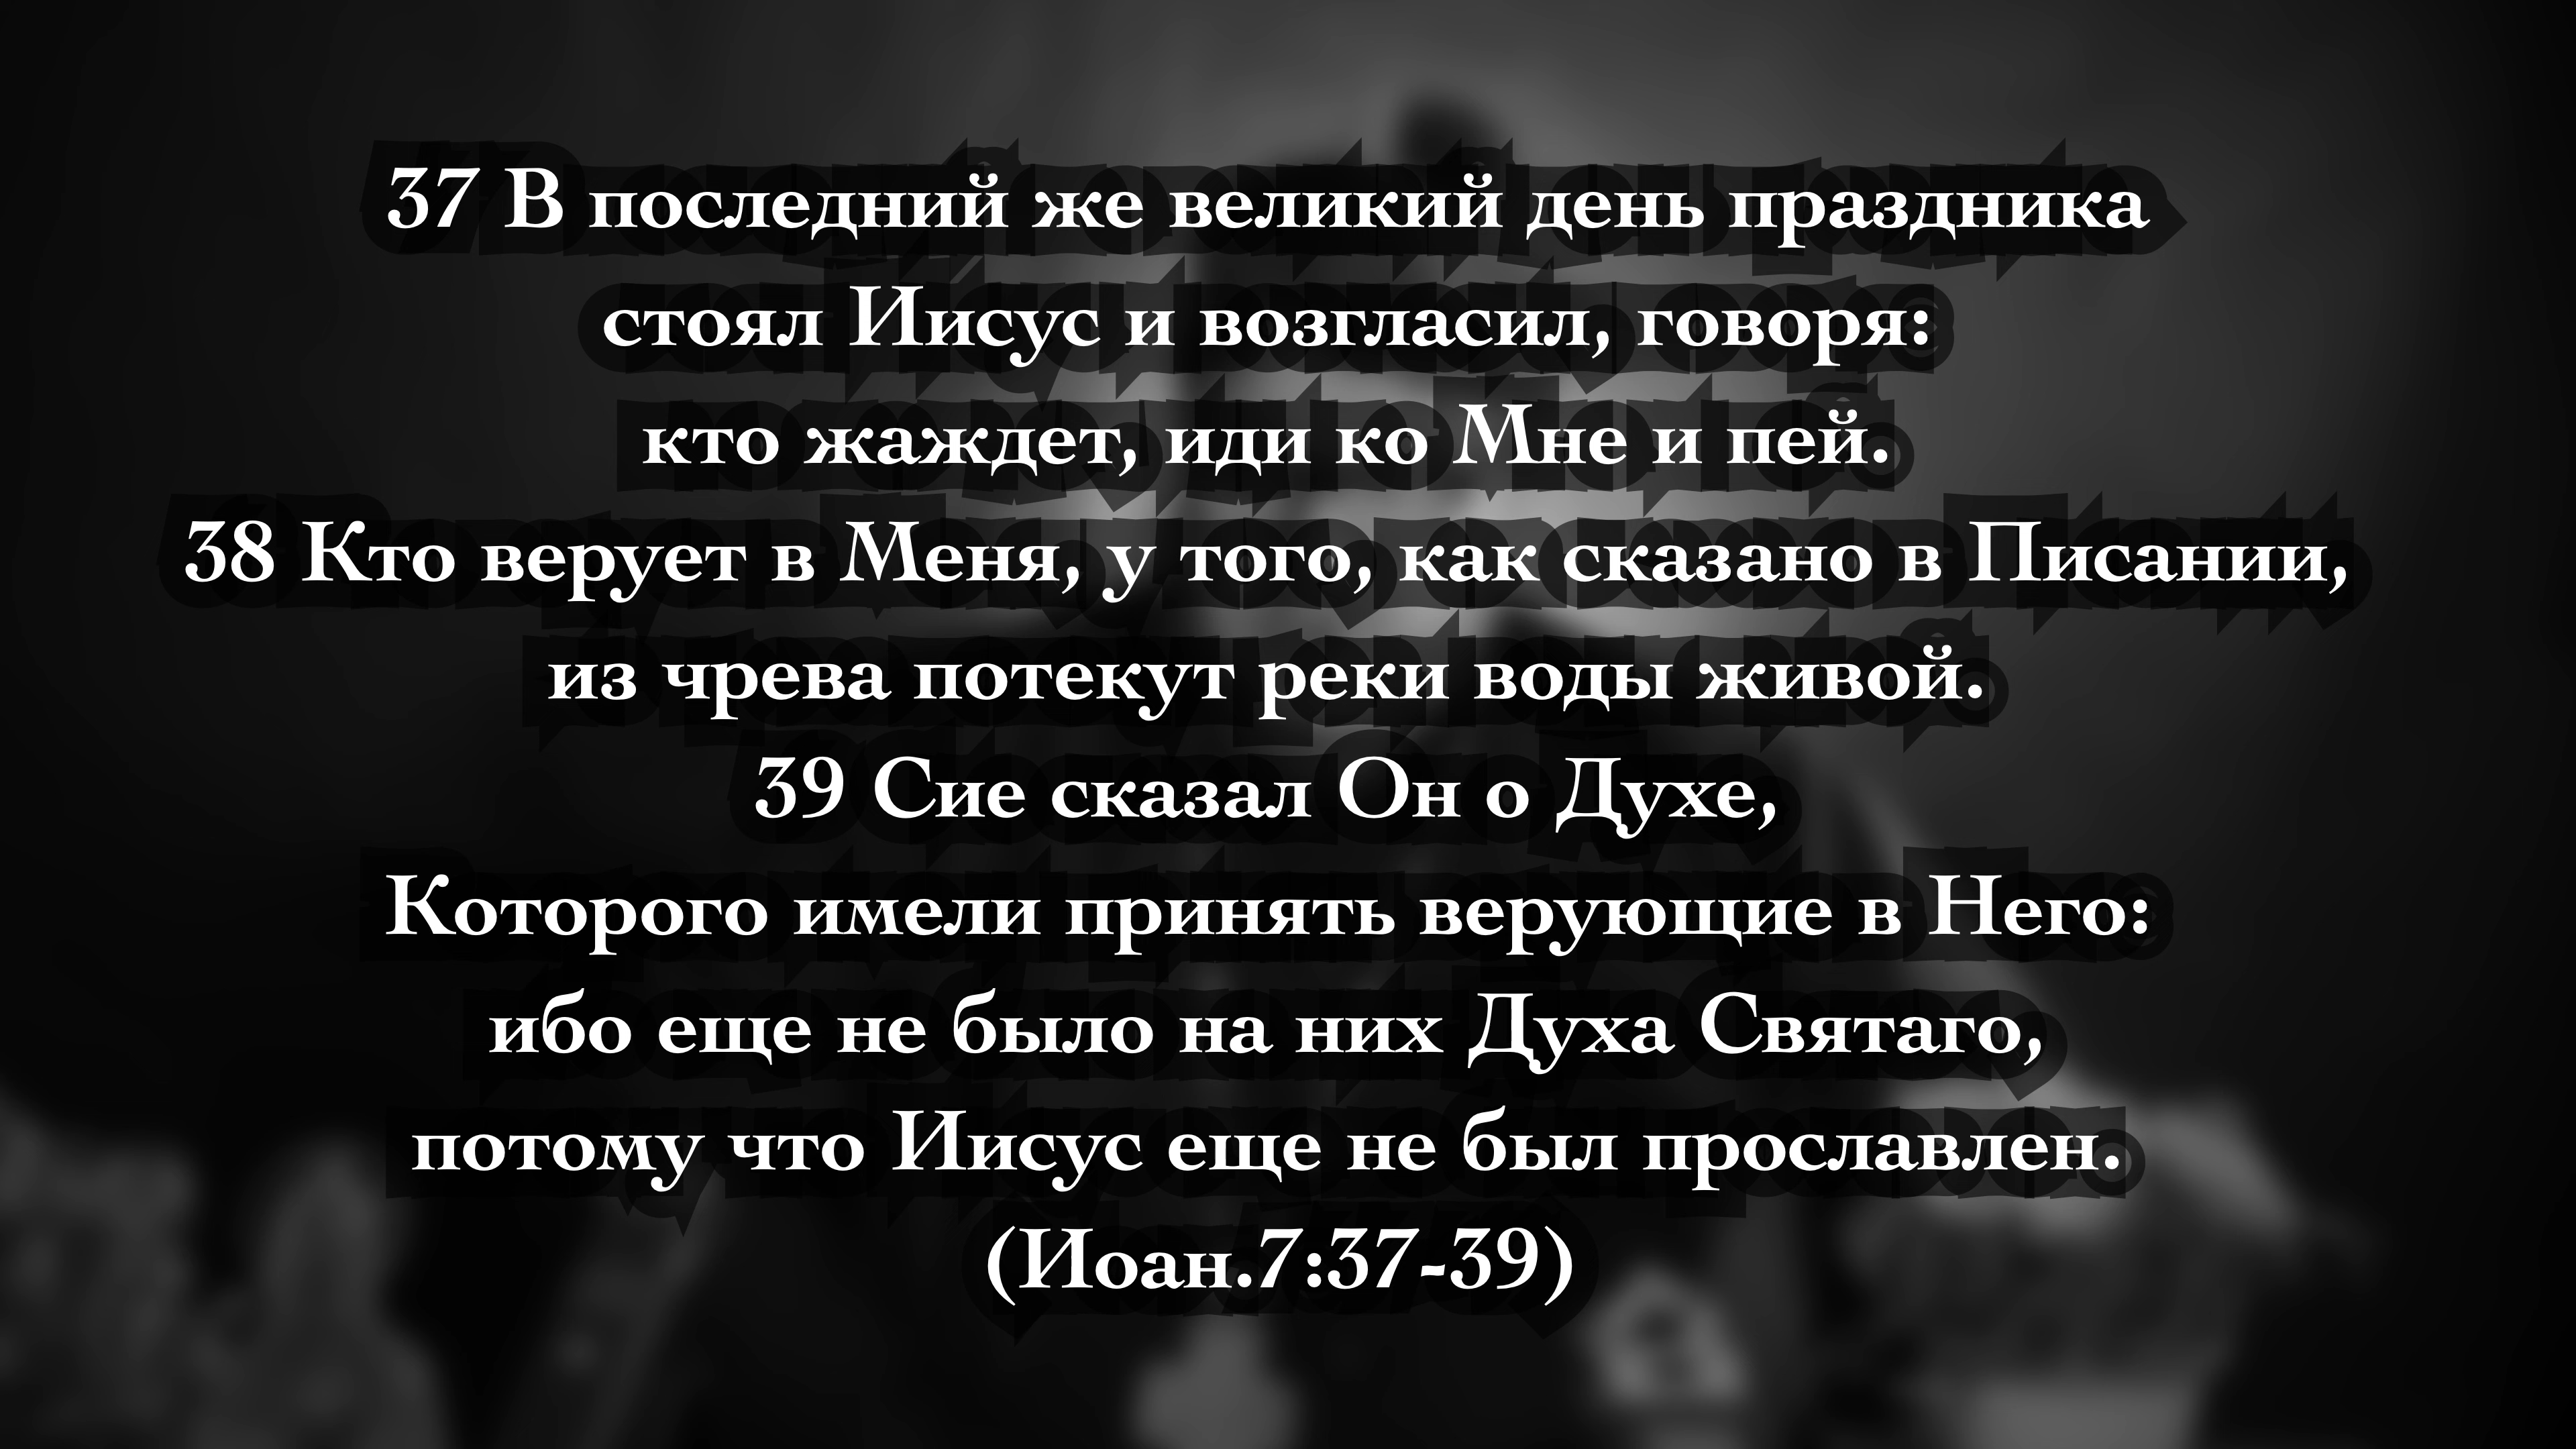 37 В последний же великий день праздника
стоял Иисус и возгласил, говоря:
кто жаждет, иди ко Мне и пей.
38 Кто верует в Меня, у того, как сказано в Писании,
из чрева потекут реки воды живой.
39 Сие сказал Он о Духе,
Которого имели принять верующие в Него:
ибо еще не было на них Духа Святаго,
потому что Иисус еще не был прославлен.
(Иоан.7:37-39)